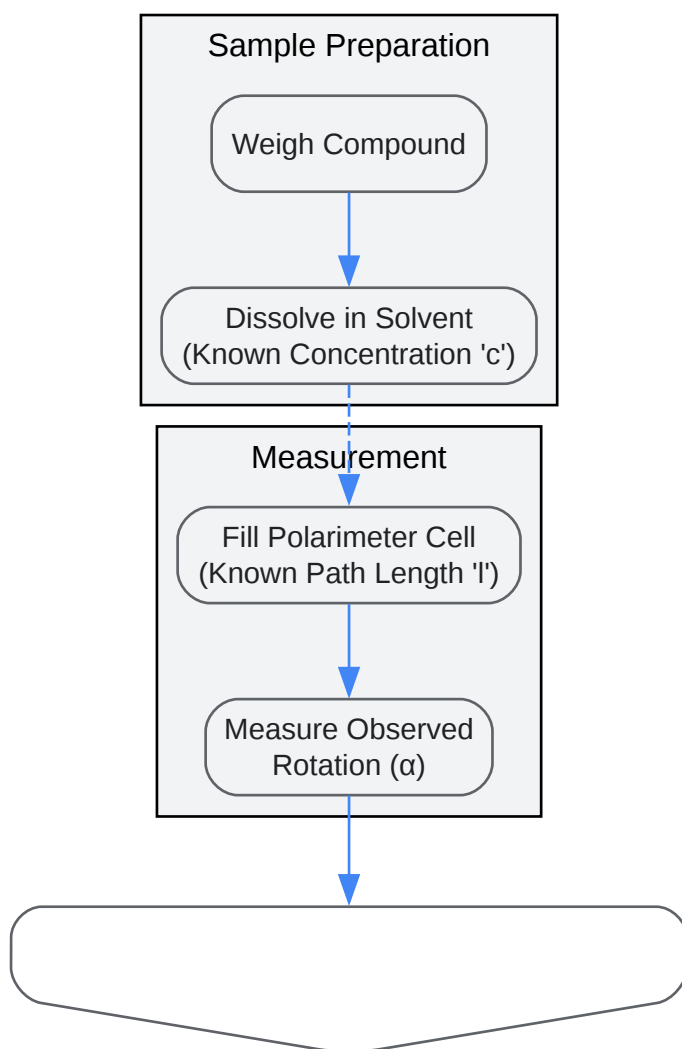 Sample Preparation
Weigh Compound
Dissolve in Solvent
(Known Concentration 'c')
Measurement
Fill Polarimeter Cell
(Known Path Length 'l')
Measure Observed
Rotation (α)